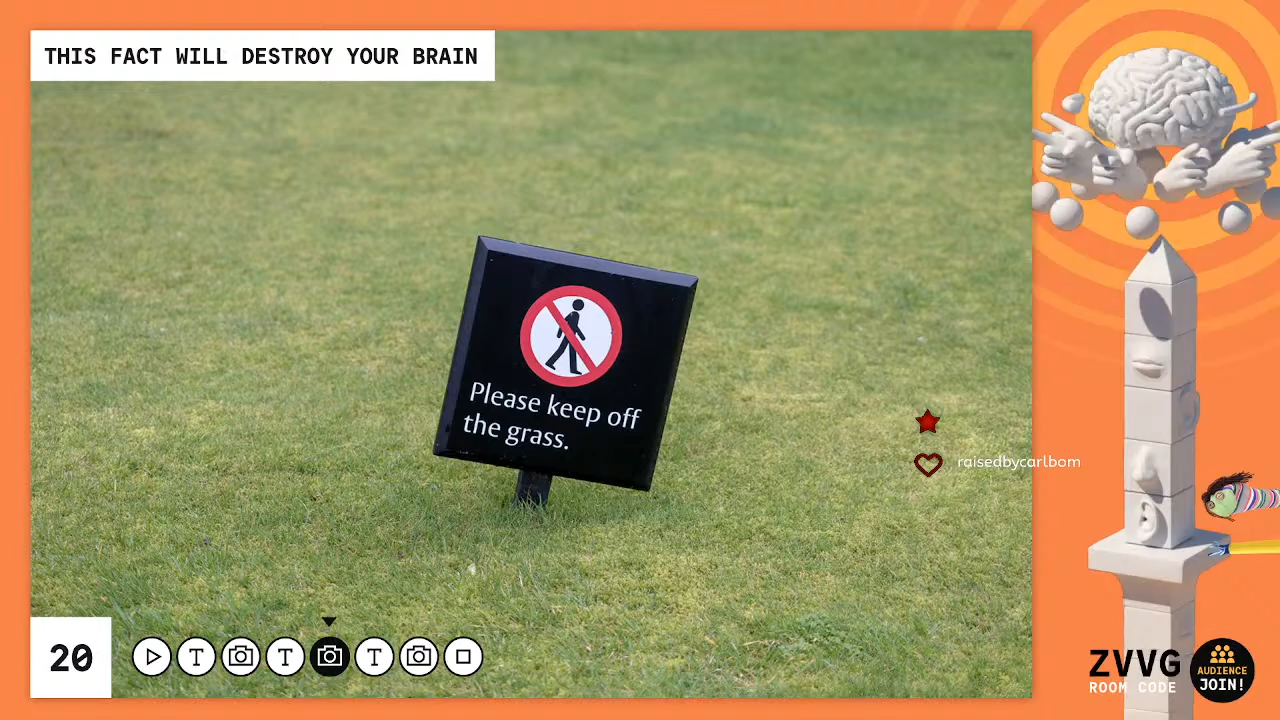 THIS FACT WILL DESTROY YOUR BRAIN
Please keep off
the grass.
raisedbycarlbom
20
T
T
T
ZVVG
ROOM CODE
AUDIENCE
JOIN!